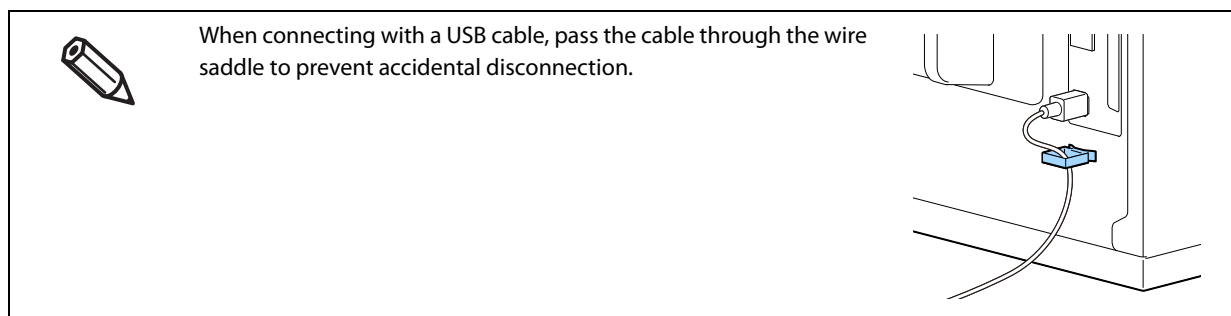 When connecting with a USB cable, pass the cable through the wire
saddle to prevent accidental disconnection.